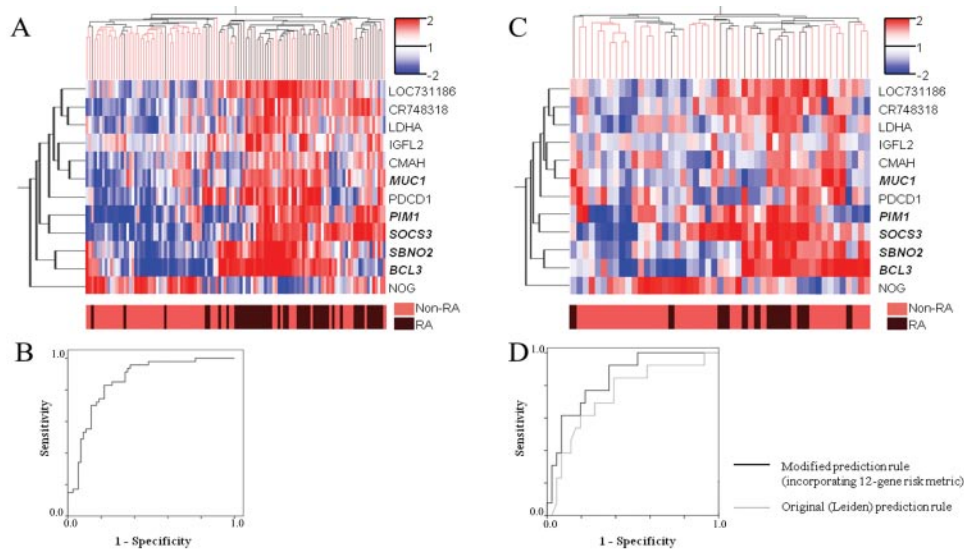 A
2
1
-2
LOC731186
CR748318
LDHA
IGFL2
CMAH
MUC1
PDCD1
PIM1
SOCS3
SBNO2
BCL3
NOG
Non-RA
RA
C
2
1
-2
LOC731186
CR748318
LDHA
IGFL2
CMAH
MUC1
PDCD1
PIM1
SOCS3
SBNO2
BCL3
NOG
Non-RA
RA
B
1.0
Sensitivity
0.0
0.0
1.0
1 - Specificity
D
1.0
Sensitivity
0.0
0.0
1.0
1 - Specificity
Modified prediction rule
(incorporating 12-gene risk metric)
Original (Leiden) prediction rule